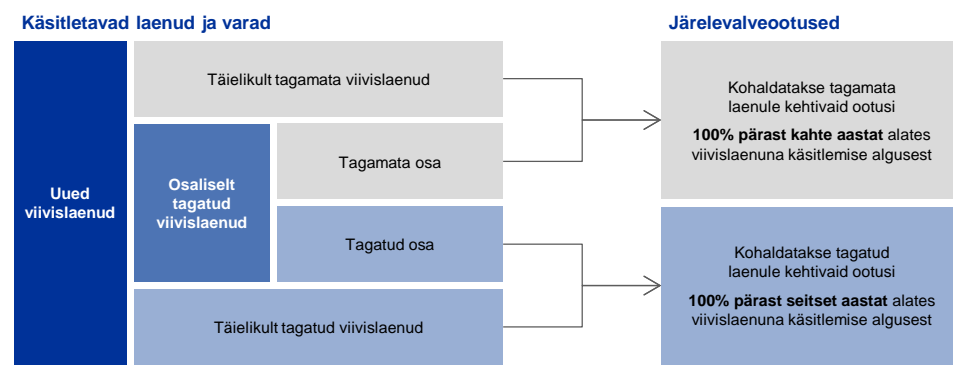 Käsitletavad laenud ja varad
Järelevalveootused
Uued
viivislaenud
Täielikult tagamata viivislaenud
Osaliselt
tagatud
viivislaenud
Tagamata osa
Tagatud osa
Täielikult tagatud viivislaenud
Kohaldatakse tagamata
laenule kehtivaid ootusi
100% pärast kahte aastat alates
viivislaenuna käsitlemise algusest
Kohaldatakse tagatud
laenule kehtivaid ootusi
100% pärast seitset aastat alates
viivislaenuna käsitlemise algusest